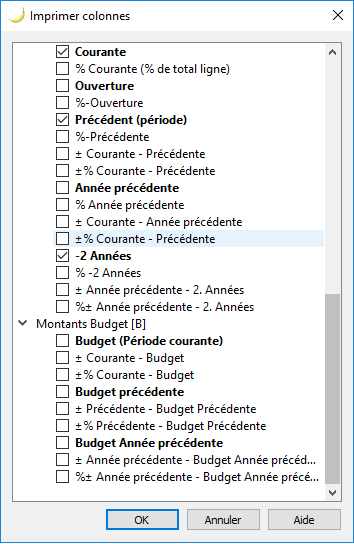 Imprimer colonnes
Courante
% Courante (% de total ligne)
Ouverture
%-Ouverture
Précédent (période)
%-Précédente
± Courante - Précédente
±% Courante - Précédente
Année précédente
% Année précédente
± Courante - Année précédente
±% Courante - Précédente
-2 Années
% -2 Années
± Année précédente - 2. Années
%± Année précédente - 2. Années
Montants Budget [B]
Budget (Période courante)
± Courante - Budget
±% Courante - Budget
Budget précédente
± Précédente - Budget Précédente
±% Précédente - Budget Précédente
Budget Année précédente
± Année précédente - Budget Année précéd...
%± Année précédente - Budget Année précé...
OK
Annuler
Aide